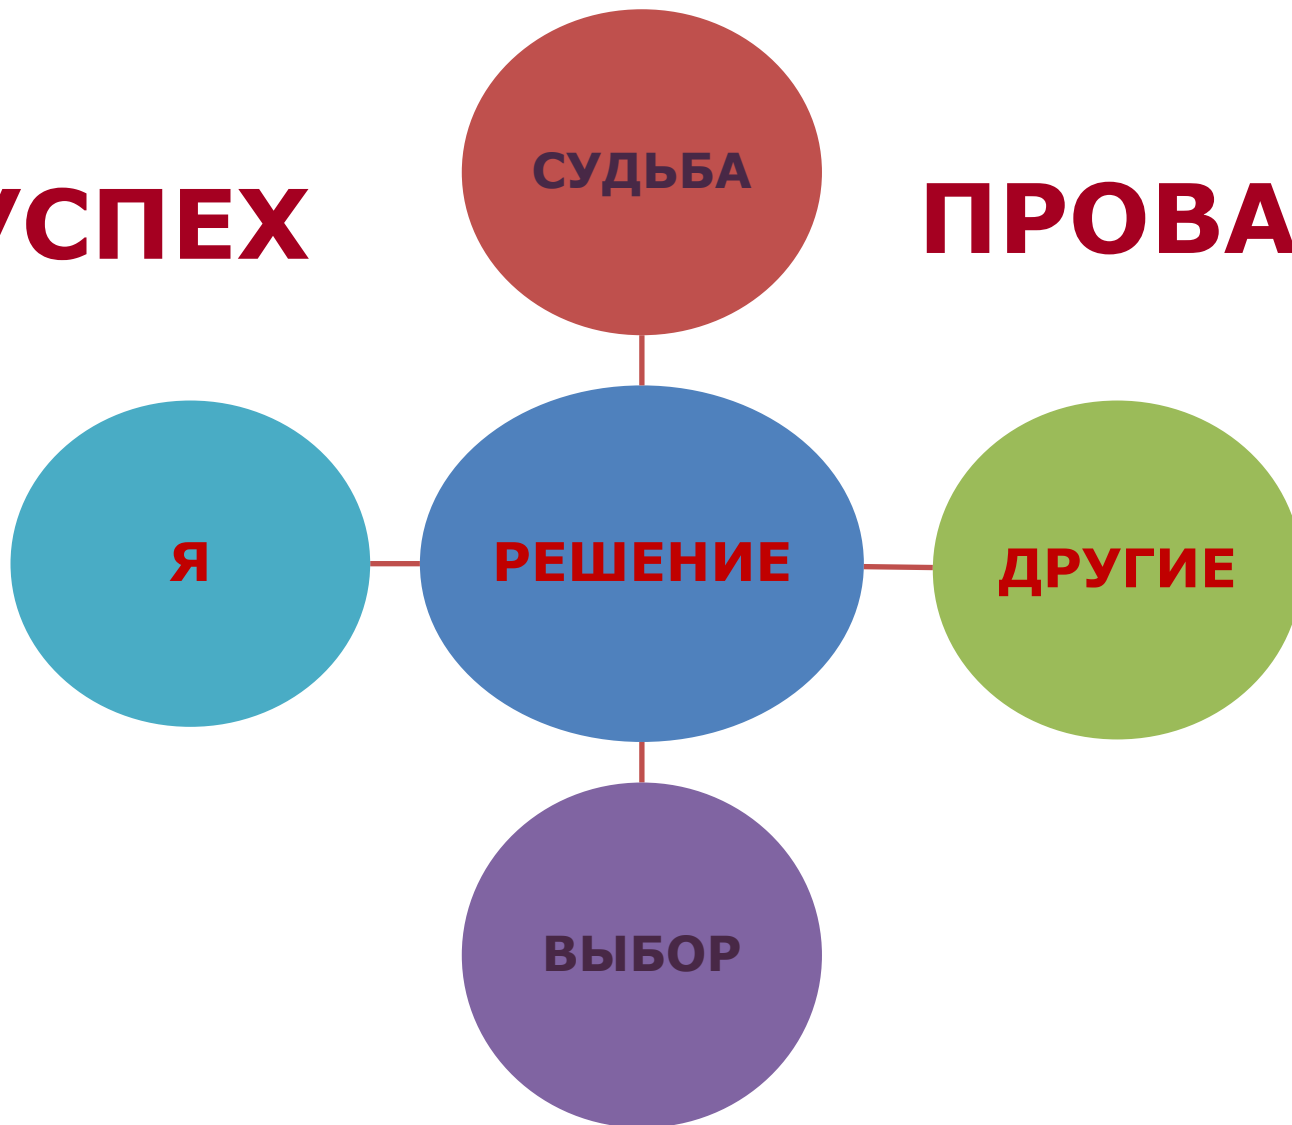 СУДЬБА
УСПЕХ
ПРОВА
Я
РЕШЕНИЕ
ДРУГИЕ
ВЫБОР